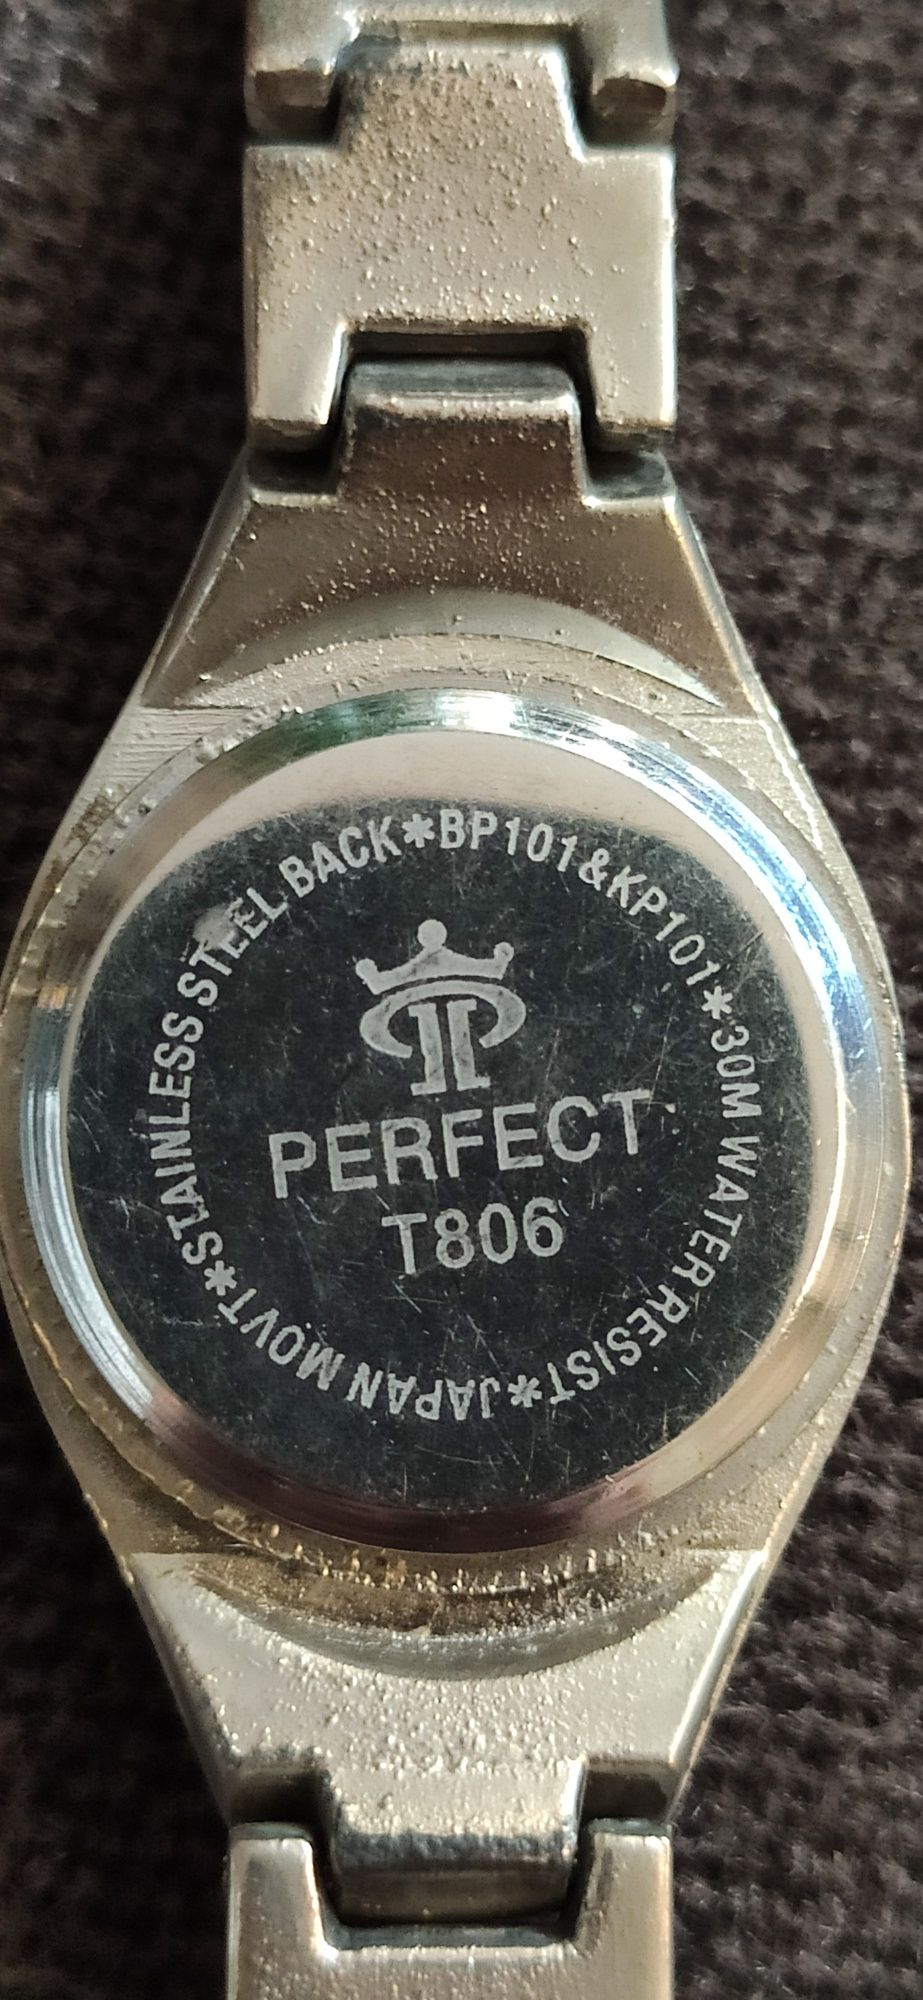 PERFECT
T806
*STAINLESS STEEL BACK*BP101&KP101*30M WATER RESIST*JAPAN MOVT